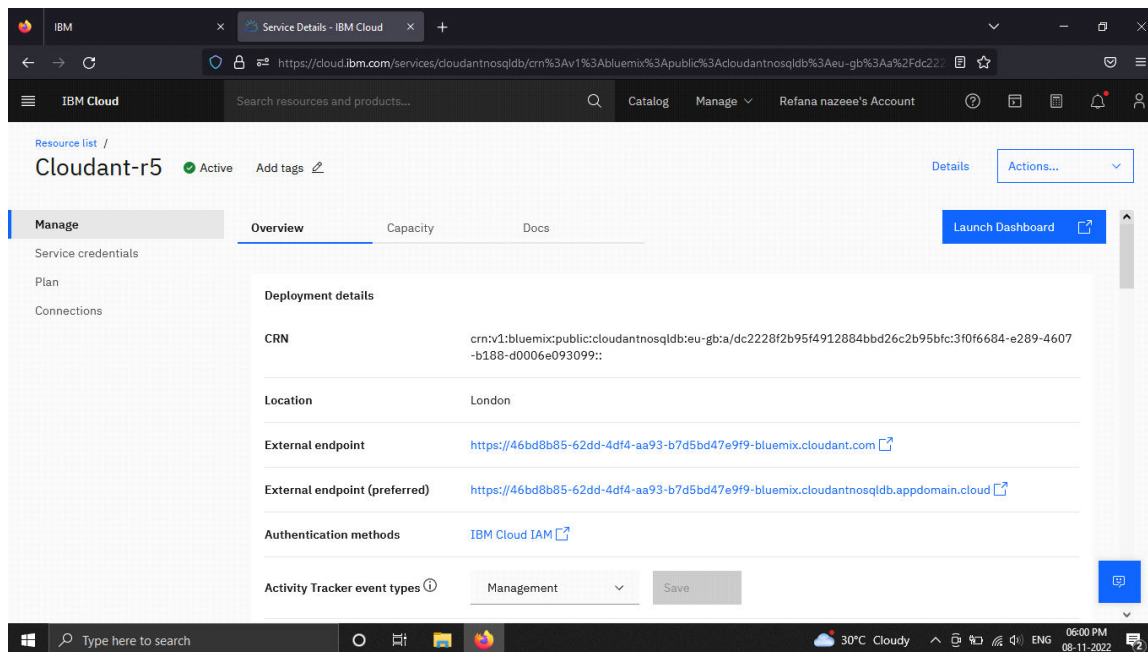 IBM
Service Details - IBM Cloud
https://cloud.ibm.com/services/cloudantnosqldb/crn%3Av1%3Abluemix%3Apublic%3Acloudantnosqldb%3Aeu-gb%3Aa%2Fdc222
IBM Cloud
Search resources and products...
Catalog
Manage
Refana nazeee's Account
Resource list /
Cloudant-r5
Active
Add tags
Details
Actions...
Manage
Service credentials
Plan
Connections
Overview
Capacity
Docs
Launch Dashboard
Deployment details
CRN
crn:v1:bluemix:public:cloudantnosqldb:eu-gb:a/dc2228f2b95f4912884bbd26c2b95bfc:3f0f6684-e289-4607
-b188-d0006e093099::
Location
London
External endpoint
https://46bd8b85-62dd-4df4-aa93-b7d5bd47e9f9-bluemix.cloudant.com
External endpoint (preferred)
https://46bd8b85-62dd-4df4-aa93-b7d5bd47e9f9-bluemix.cloudantnosqldb.appdomain.cloud
Authentication methods
IBM Cloud IAM
Activity Tracker event types
Management
Save
Type here to search
30°C Cloudy
ENG
06:00 PM
08-11-2022
2